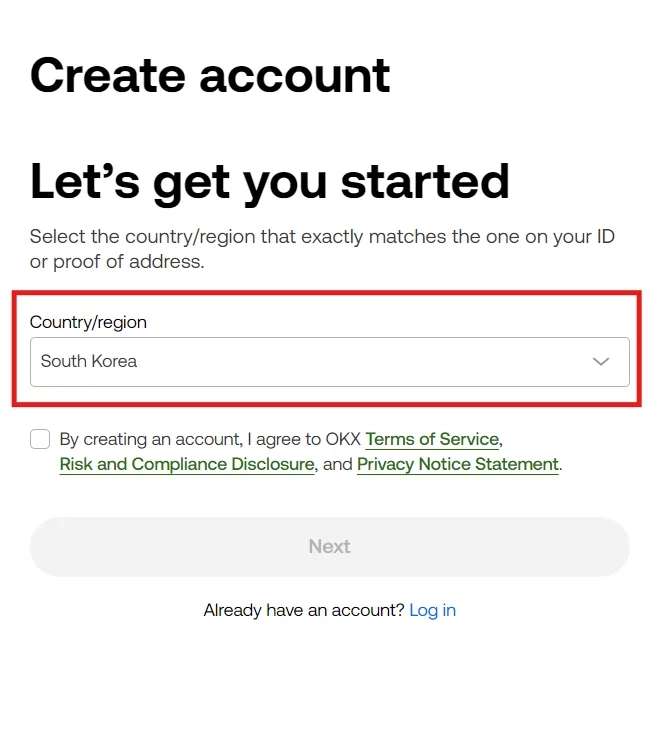 Create account
Let’s get you started
Select the country/region that exactly matches the one on your ID
or proof of address.
Country/region
South Korea
By creating an account, I agree to OKX Terms of Service,
Risk and Compliance Disclosure, and Privacy Notice Statement.
Next
Already have an account? Log in